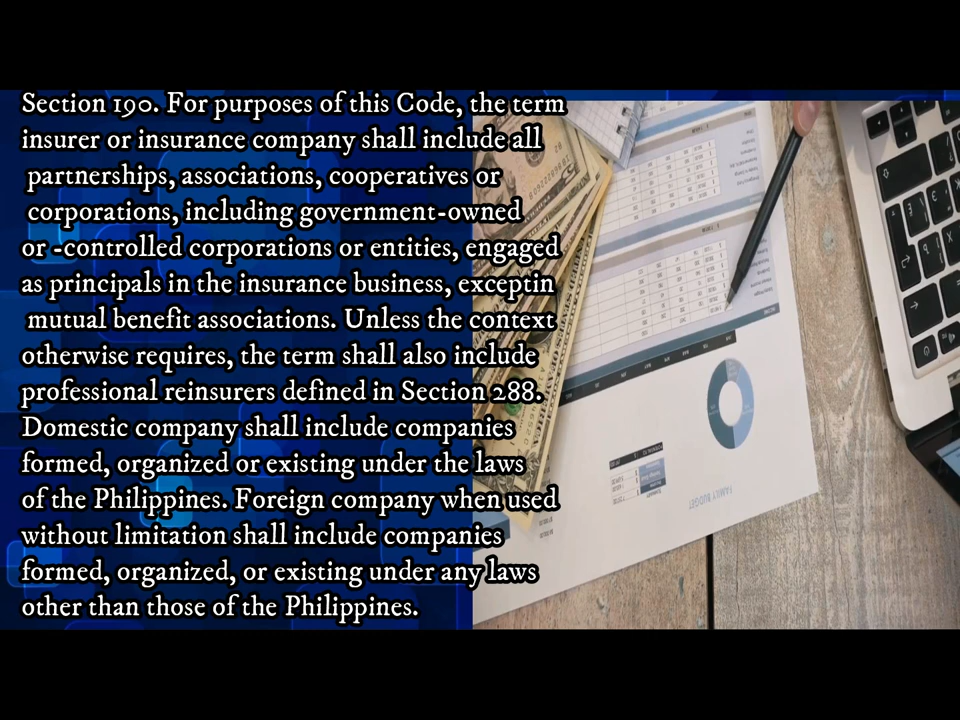 Section 190. For purposes of this Code, the term
insurer or insurance company shall include all
partnerships, associations, cooperatives or
corporations, including government-owned
or -controlled corporations or entities, engaged
as principals in the insurance business, exceptin
mutual benefit associations. Unless the context
otherwise requires, the term shall also include
professional reinsurers defined in Section 288.
Domestic company shall include companies
formed, organized or existing under the laws
of the Philippines. Foreign company when used
without limitation shall include companies
formed, organized, or existing under any laws
other than those of the Philippines.
FAMILY BUDGET